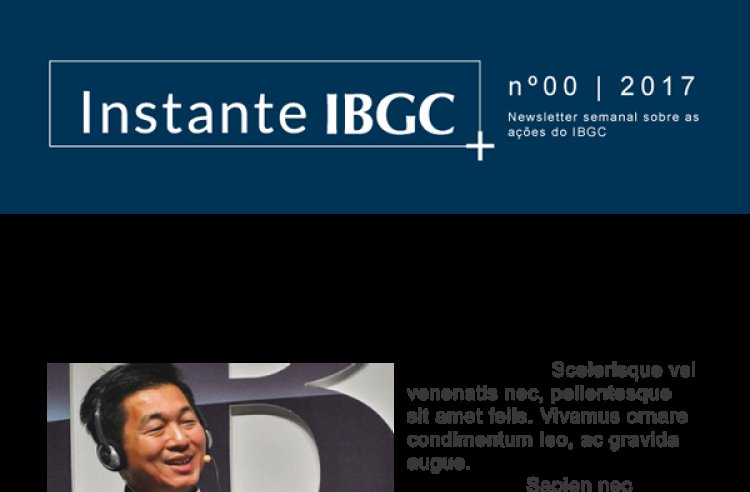 Instante IBGC
nº00 | 2017
Newsletter semanal sobre as
ações do IBGC
Scelerisque vel
venenatis nec, pellentesque
sit amet felis. Vivamus ornare
condimentum leo, ac gravida
augue.
Sapien nec